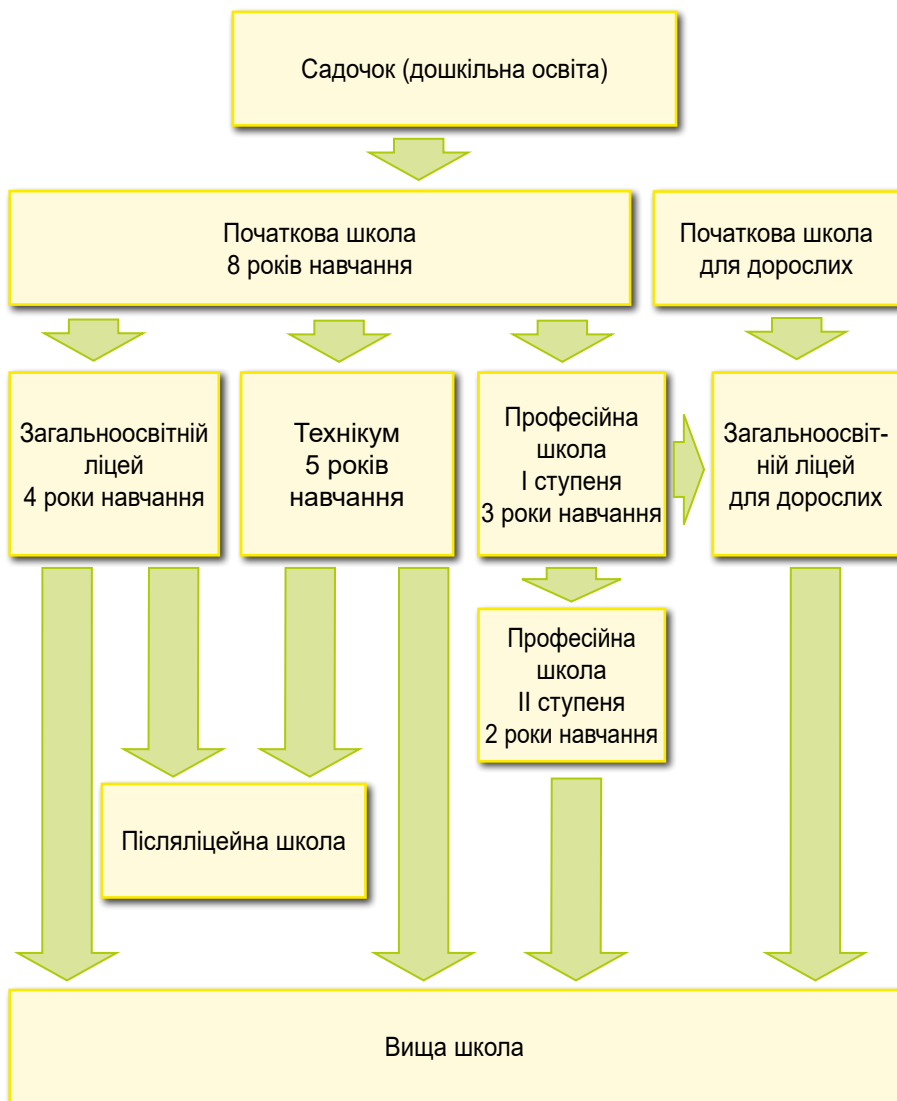 Садочок (дошкільна освіта)
Початкова школа
8 років навчання
Початкова школа
для дорослих
Загальноосвітній
ліцей
4 роки навчання
Технікум
5 років
навчання
Професійна
школа
I ступеня
3 роки навчання
Загальноосвіт-
ній ліцей
для дорослих
Професійна
школа
II ступеня
2 роки навчання
Післяліцейна школа
Вища школа